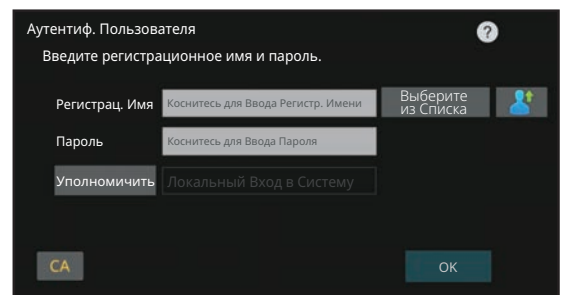 Аутентиф. Пользователя
?
Введите регистрационное имя и пароль.
Регистрац. Имя
Коснитесь для Ввода Регистр. Имени
Выберите
из Списка
Пароль
Коснитесь для Ввода Пароля
Уполномичить
Локальный Вход в Систему
CA
OK